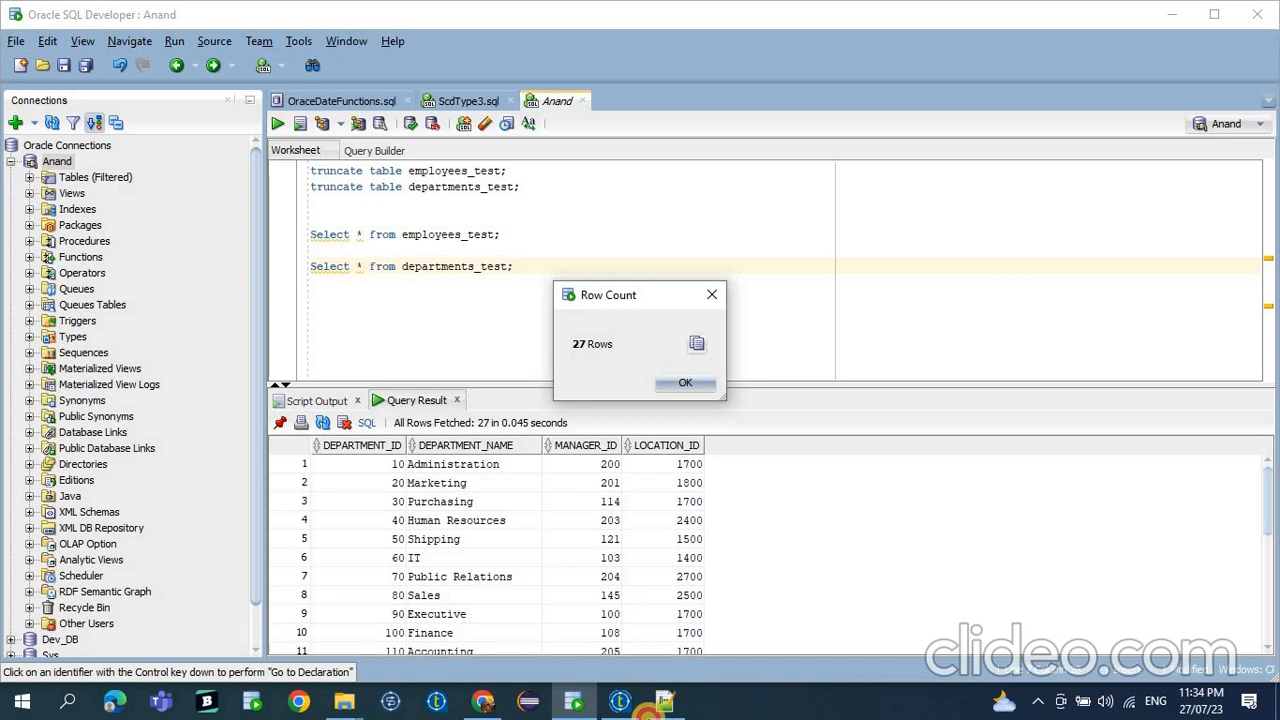 Oracle SQL Developer : Anand
File Edit View Navigate Run Source Team Tools Window Help
Connections
OraceDateFunctions.sql ScdType3.sql Anand
Anand
Worksheet Query Builder
Oracle Connections
Anand
Tables (Filtered)
Views
Indexes
Packages
Procedures
Functions
Operators
Queues
Queues Tables
Triggers
Types
Sequences
Materialized Views
Materialized View Logs
Synonyms
Public Synonyms
Database Links
Public Database Links
Directories
Editions
Java
XML Schemas
XML DB Repository
OLAP Option
Analytic Views
Scheduler
RDF Semantic Graph
Recycle Bin
Other Users
Dev_DB
Sys
truncate table employees_test;
truncate table departments_test;
Select * from employees_test;
Select * from departments_test;
Row Count
27 Rows
OK
Script Output Query Result
SQL All Rows Fetched: 27 in 0.045 seconds
DEPARTMENT_ID DEPARTMENT_NAME MANAGER_ID LOCATION_ID
1 10 Administration 200 1700
2 20 Marketing 201 1800
3 30 Purchasing 114 1700
4 40 Human Resources 203 2400
5 50 Shipping 121 1500
6 60 IT 103 1400
7 70 Public Relations 204 2700
8 80 Sales 145 2500
9 90 Executive 100 1700
10 100 Finance 108 1700
11 110 Accounting 205 1700
Click on an identifier with the Control key down to perform "Go to Declaration"
Windows: C
clideo.com
ENG
11:34 PM
27/07/23